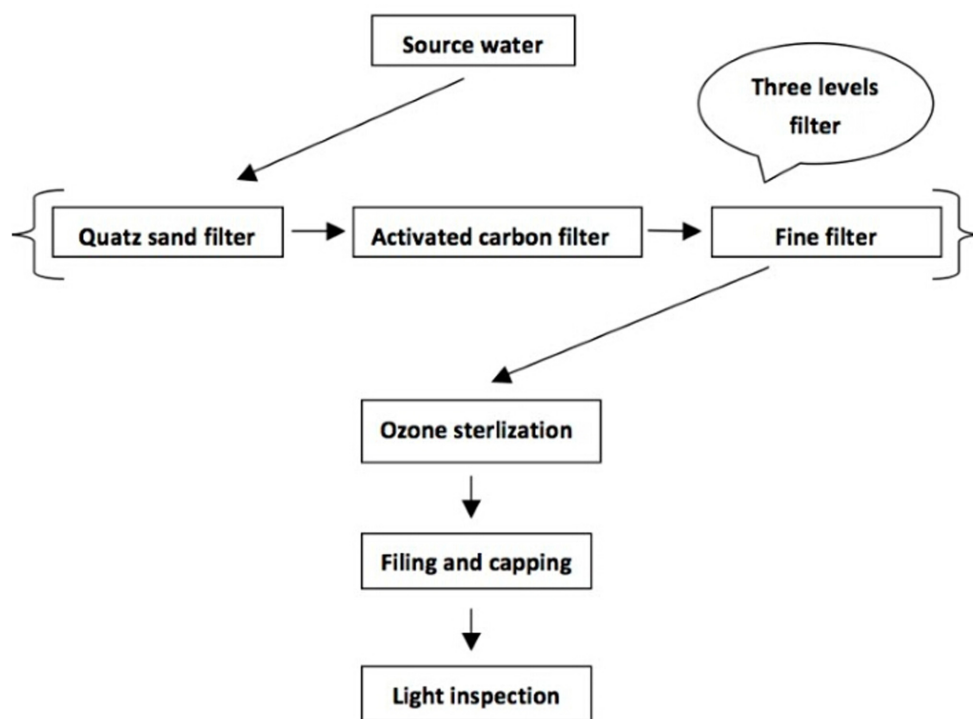 Source water
Three levels
filter
Quatz sand filter
Activated carbon filter
Fine filter
Ozone sterlization
Filing and capping
Light inspection